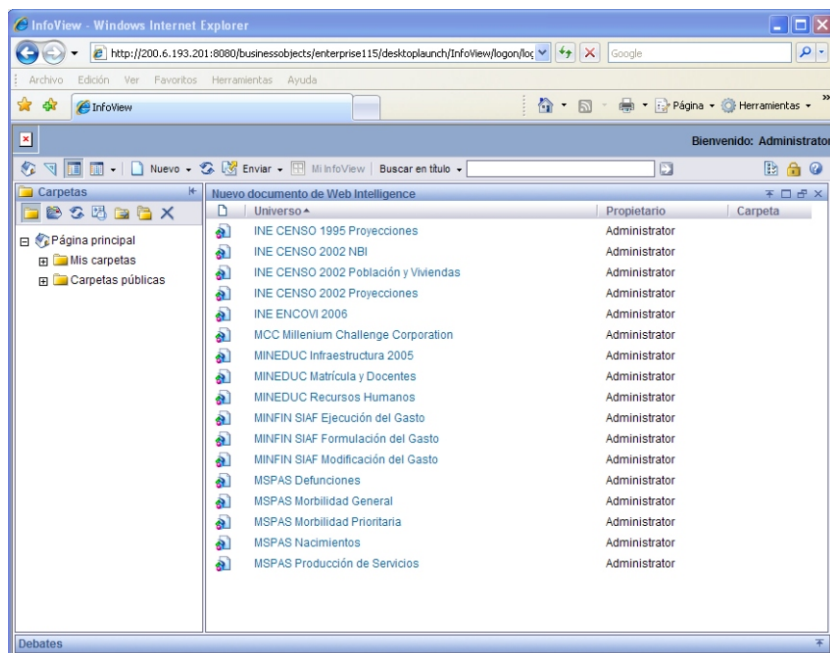 InfoView - Windows Internet Explorer
http://200.6.193.201:8080/businessobjects/enterprise115/desktoplaunch/InfoView/logon/log
Google
Archivo Edición Ver Favoritos Herramientas Ayuda
InfoView
Página
Herramientas
Bienvenido: Administrator
Nuevo Enviar Mi InfoView Buscar en título
Carpetas
Página principal
Mis carpetas
Carpetas públicas
Nuevo documento de Web Intelligence
Universo Propietario Carpeta
INE CENSO 1995 Proyecciones Administrator
INE CENSO 2002 NBI Administrator
INE CENSO 2002 Población y Viviendas Administrator
INE CENSO 2002 Proyecciones Administrator
INE ENCOVI 2006 Administrator
MCC Millenium Challenge Corporation Administrator
MINEDUC Infraestructura 2005 Administrator
MINEDUC Matrícula y Docentes Administrator
MINEDUC Recursos Humanos Administrator
MINFIN SIAF Ejecución del Gasto Administrator
MINFIN SIAF Formulación del Gasto Administrator
MINFIN SIAF Modificación del Gasto Administrator
MSPAS Defunciones Administrator
MSPAS Morbilidad General Administrator
MSPAS Morbilidad Prioritaria Administrator
MSPAS Nacimientos Administrator
MSPAS Producción de Servicios Administrator
Debates